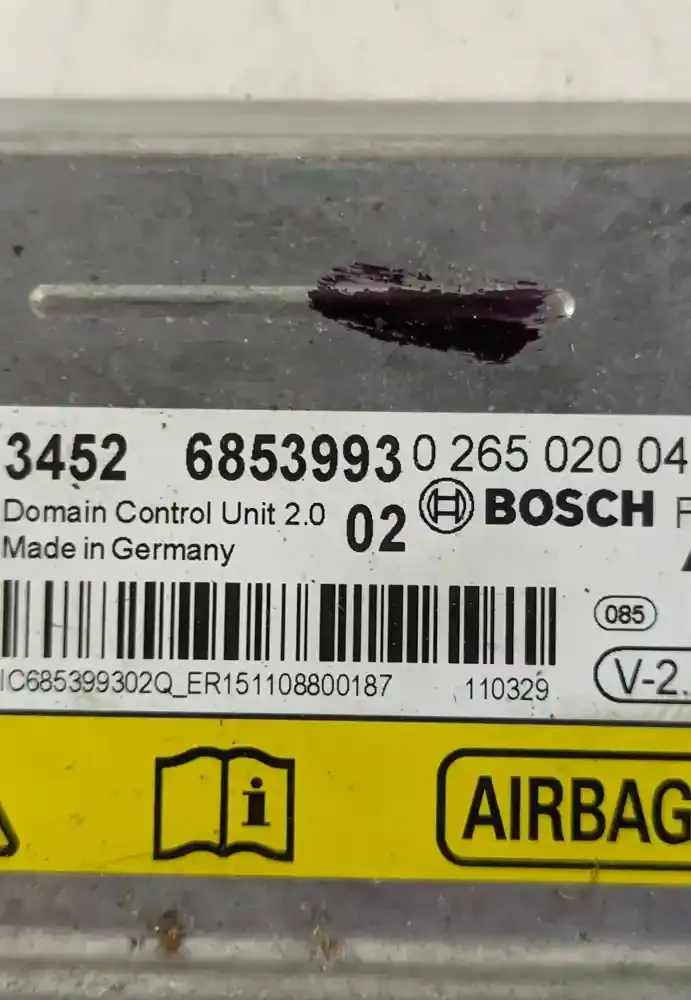 3452 6853993 0 265 020 04
Domain Control Unit 2.0 02 BOSCH
Made in Germany
085
V-2.
IC685399302Q_ER151108800187 110329
i
AIRBAG